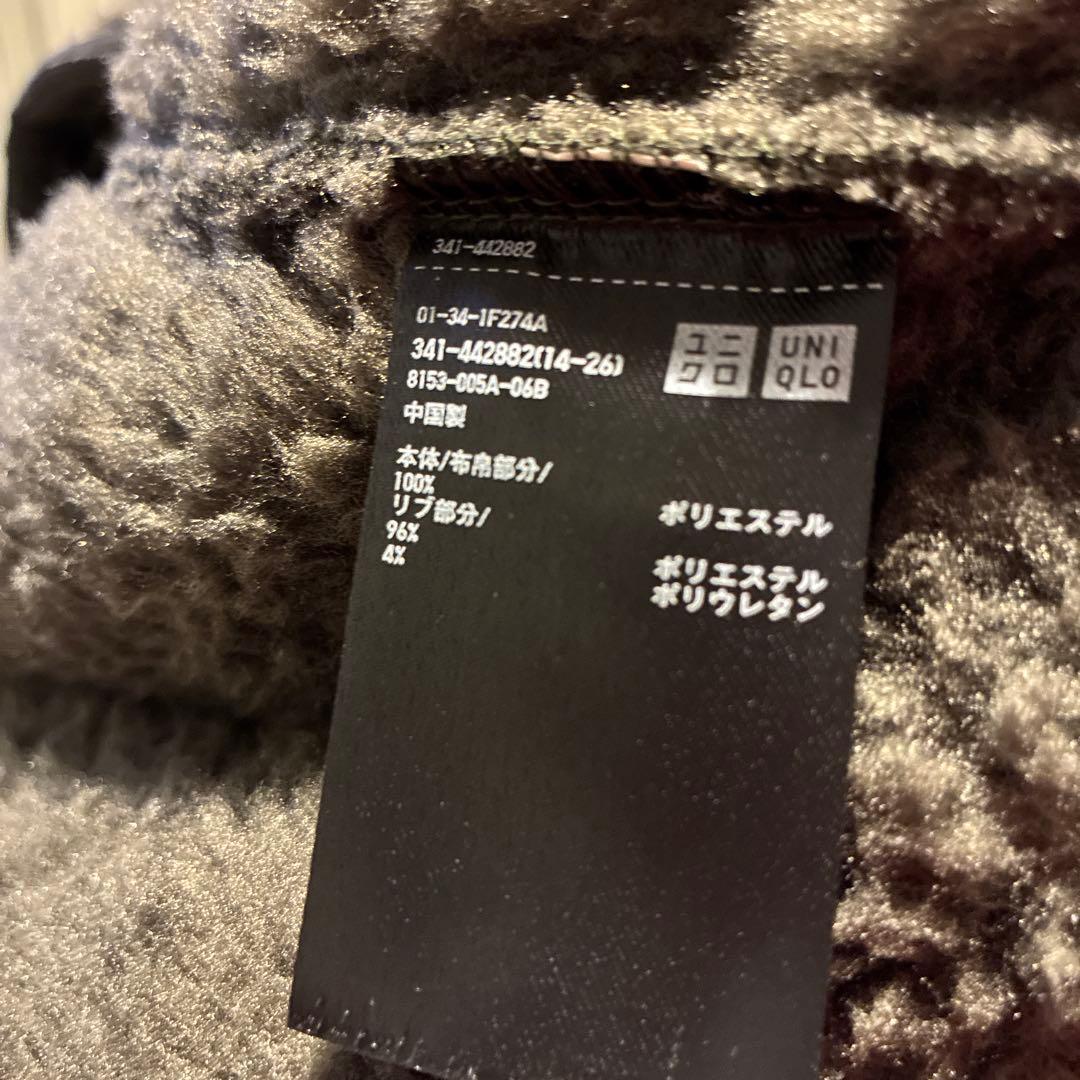 341-442882
01-34-1F274A
341-442882(14-26)
8153-005A-06B
中国製
ユニ
クロ
UNI
QLO
本体/布帛部分/
100% ポリエステル
リブ部分/
96% ポリエステル
4% ポリウレタン